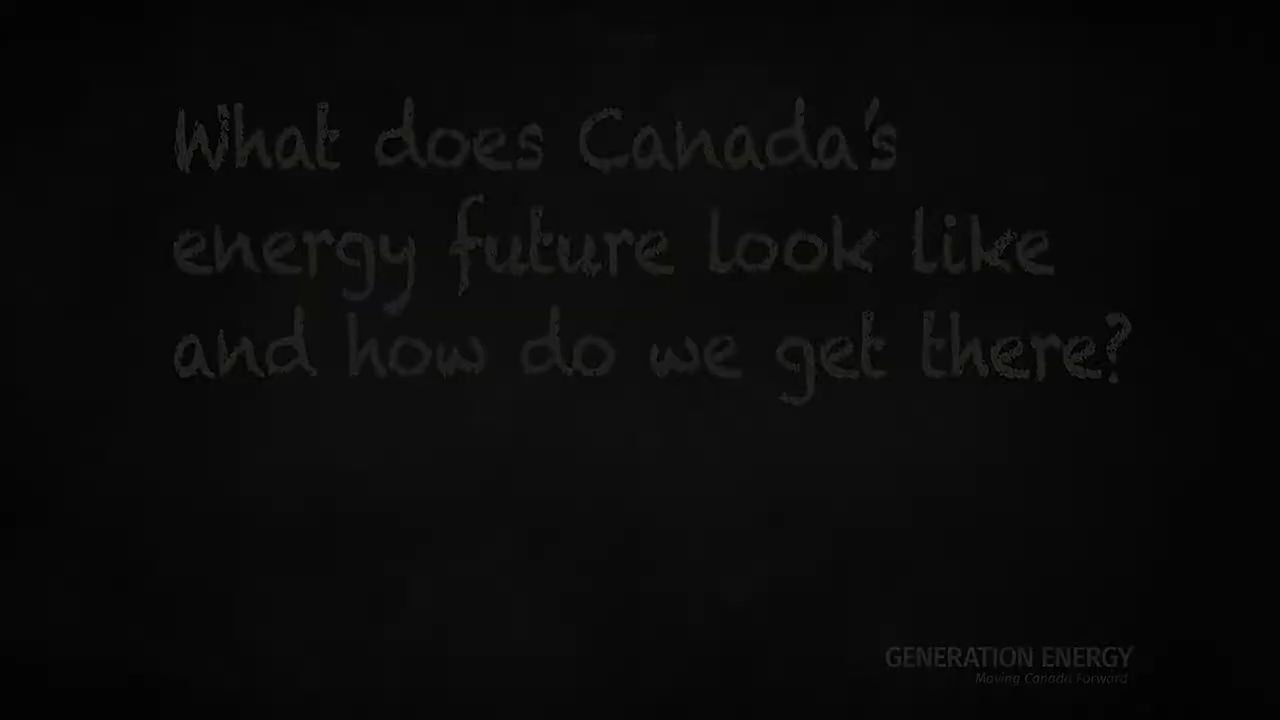 What does Canada's
energy future look like
and how do we get there?
GENERATION ENERGY
Moving Canada Forward